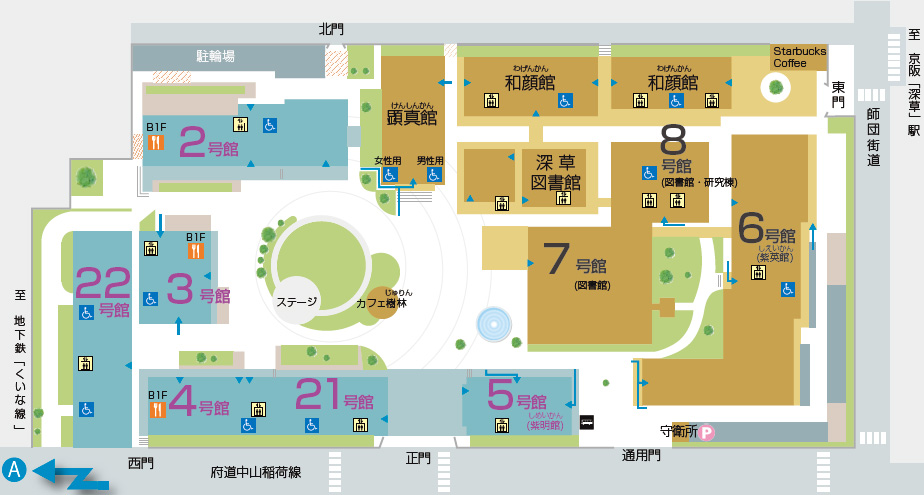 北門
駐輪場
Starbucks
Coffee
至 京阪「深草」駅
東門
師団街道
わげんかん
和顔館
わげんかん
和顔館
けんしんかん
顕真館
B1F
2号館
女性用
男性用
深草
図書館
8
号館
(図書館・研究棟)
6号館
しえいかん
(紫英館)
7号館
(図書館)
B1F
3号館
22
号館
ステージ
じゅりん
カフェ樹林
至 地下鉄「くいな線」
B1F
4号館
21号館
5号館
しめいかん
(紫明館)
守衛所
P
西門
正門
通用門
府道中山稲荷線
A